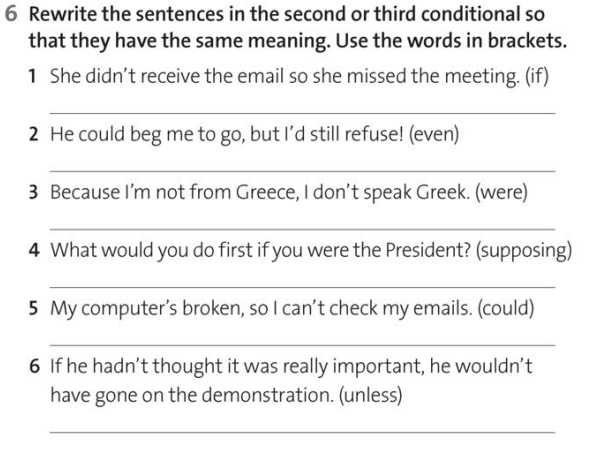 6 Rewrite the sentences in the second or third conditional so
that they have the same meaning. Use the words in brackets.
1 She didn't receive the email so she missed the meeting. (if)
2 He could beg me to go, but I'd still refuse! (even)
3 Because I'm not from Greece, I don't speak Greek. (were)
4 What would you do first if you were the President? (supposing)
5 My computer's broken, so I can't check my emails. (could)
6 If he hadn't thought it was really important, he wouldn't
have gone on the demonstration. (unless)